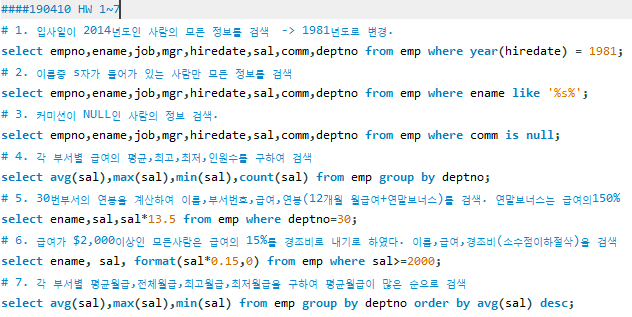 ####190410 HW 1~7
# 1. 입사일이 2014년도인 사람의 모든 정보를 검색  -> 1981년도로 변경.
select empno,ename,job,mgr,hiredate,sal,comm,deptno from emp where year(hiredate) = 1981;
# 2. 이름중 s자가 들어가 있는 사람만 모든 정보를 검색
select empno,ename,job,mgr,hiredate,sal,comm,deptno from emp where ename like '%s%';
# 3. 커미션이 NULL인 사람의 정보 검색.
select empno,ename,job,mgr,hiredate,sal,comm,deptno from emp where comm is null;
# 4. 각 부서별 급여의 평균,최고,최저,인원수를 구하여 검색
select avg(sal),max(sal),min(sal),count(sal) from emp group by deptno;
# 5. 30번부서의 연봉을 계산하여 이름,부서번호,급여,연봉(12개월 월급여+연말보너스)를 검색. 연말보너스는 급여의150%
select ename,sal,sal*13.5 from emp where deptno=30;
# 6. 급여가 $2,000이상인 모든사람은 급여의 15%를 경조비로 내기로 하였다. 이름,급여,경조비(소수점이하절삭)을 검색
select ename, sal, format(sal*0.15,0) from emp where sal>=2000;
# 7. 각 부서별 평균월급,전체월급,최고월급,최저월급을 구하여 평균월급이 많은 순으로 검색
select avg(sal),max(sal),min(sal) from emp group by deptno order by avg(sal) desc;